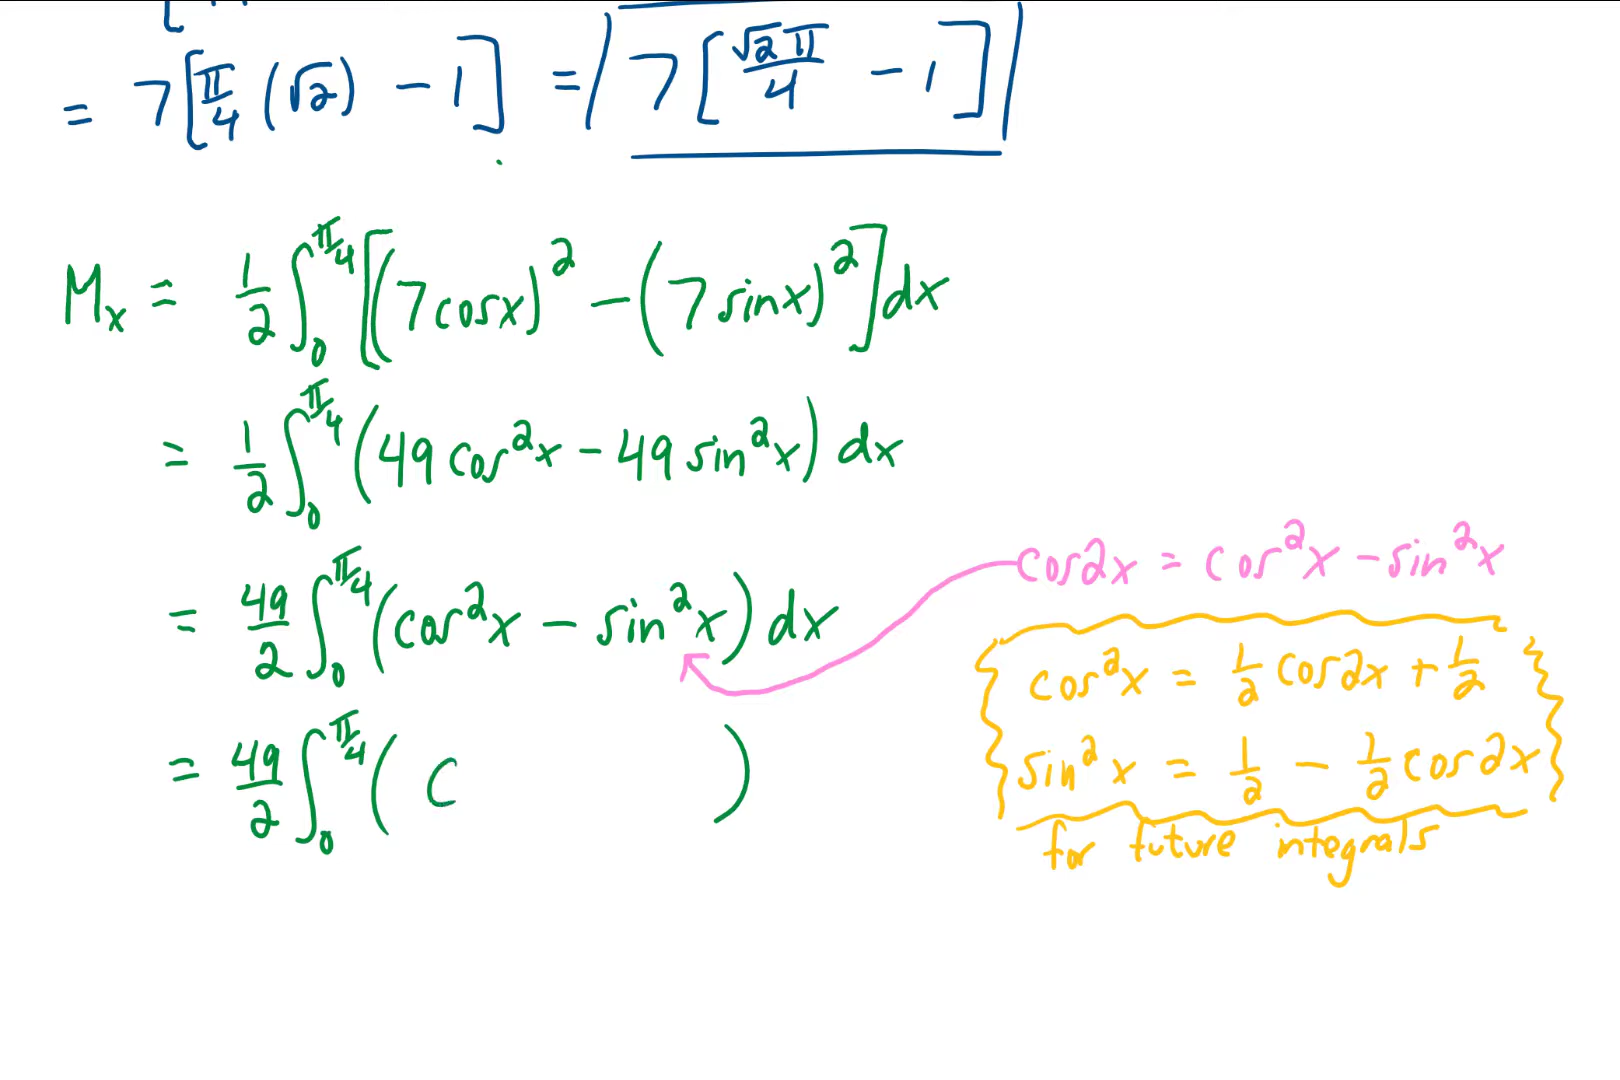 = 7[π/4 (√2) − 1] = |7[√2π/4 − 1]|
Mx = 1/2 ∫₀^π/4 [(7cosx)² − (7sinx)²]dx
= 1/2 ∫₀^π/4 (49cos²x − 49sin²x) dx
cos2x = cos²x − sin²x
= 49/2 ∫₀^π/4 (cos²x − sin²x) dx
{cos²x = 1/2 cos2x + 1/2
sin²x = 1/2 − 1/2 cos2x}
= 49/2 ∫₀^π/4 ( C )
for future integrals